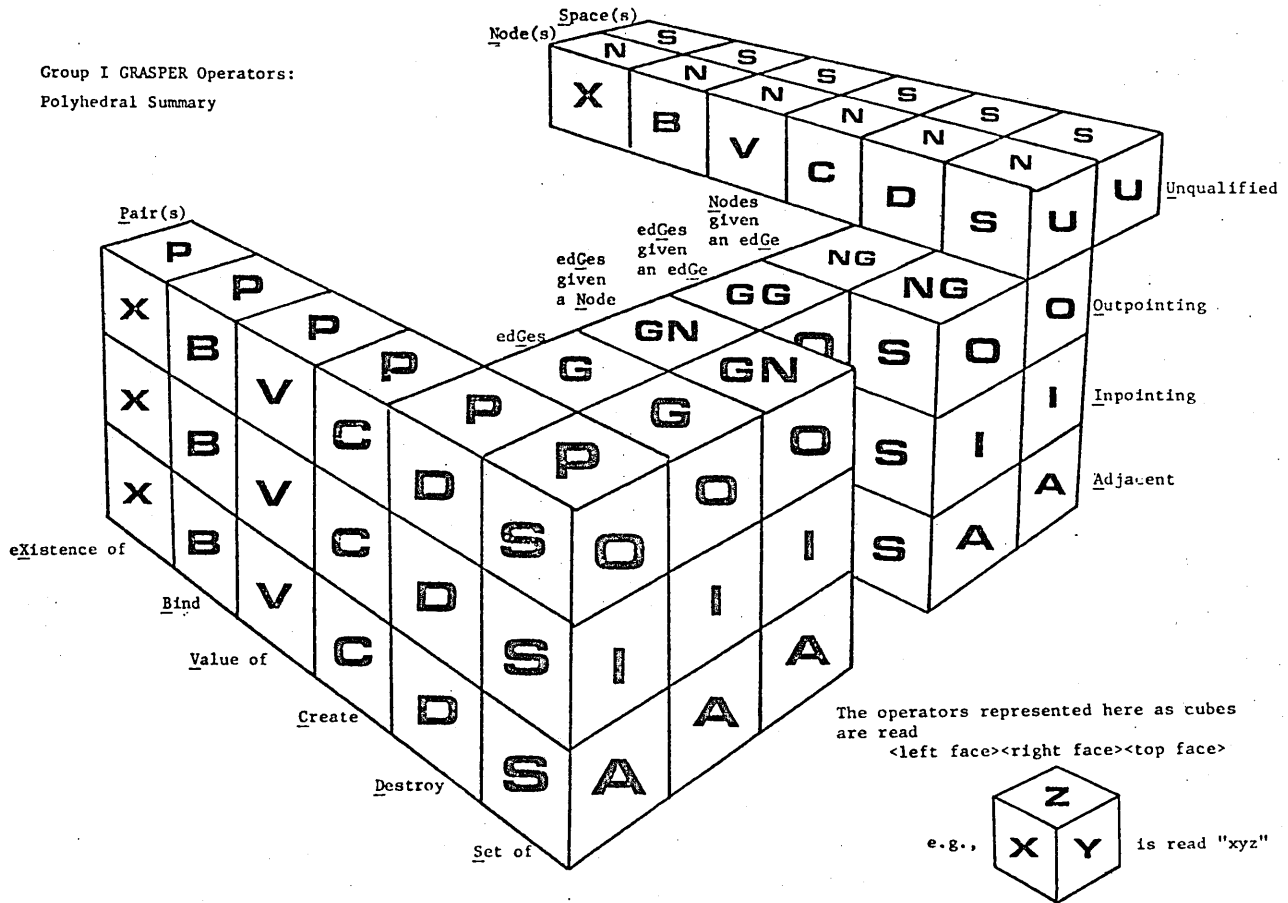 Space(s)
Node(s)
Group I GRASPER Operators:
Polyhedral Summary
S S S S S S
N N N N N N
X B V C D S U U
Unqualified
Nodes
given
an edGe
edGes
given
an edGe
edGes
given
a Node
edGes
Pair(s)
P P P P P P
G GN GG NG
G GN NG
X B V C D S
X B V C D S
X B V C D S
O O O
I I I
A A A
O S O O
S I I
S A A
Outpointing
Inpointing
Adjacent
eXistence of
Bind
Value of
Create
Destroy
Set of
The operators represented here as cubes
are read
<left face><right face><top face>
Z
e.g., X Y is read "xyz"